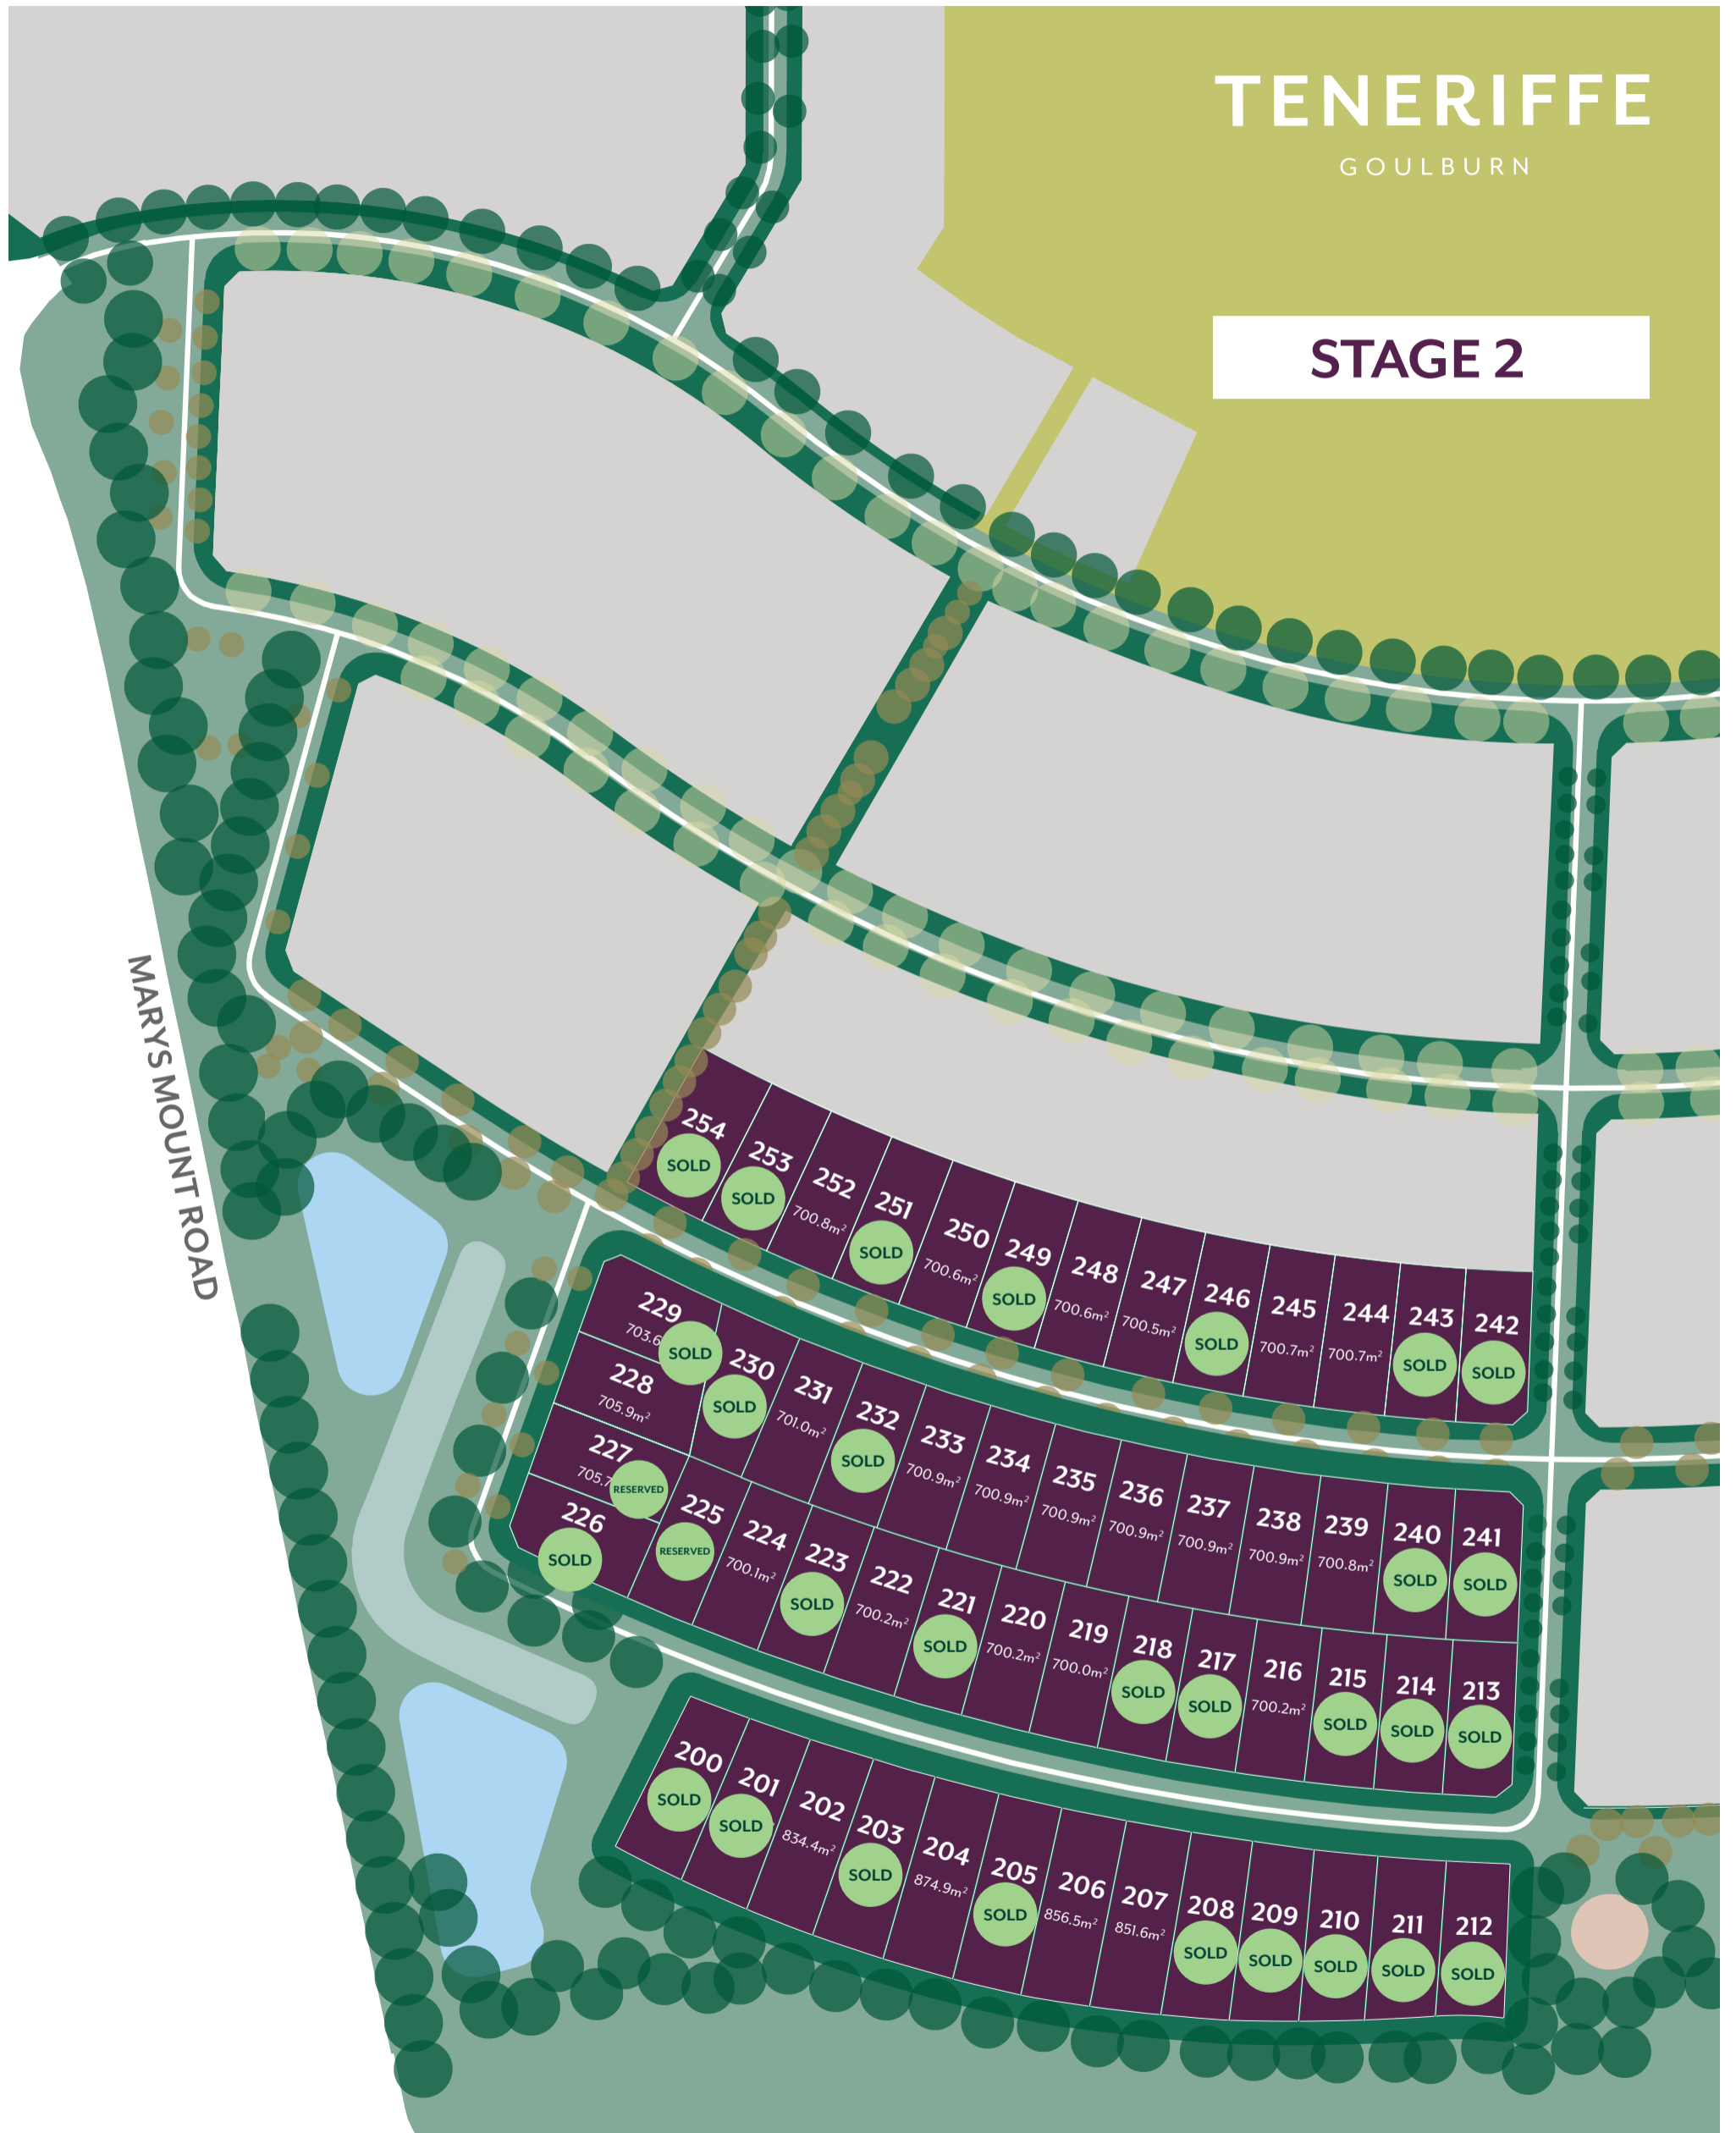 TENERIFFE
GOULBURN
STAGE 2
MARYS MOUNT ROAD
254
SOLD
253
SOLD
252
700.8m²
251
SOLD
250
700.6m²
249
SOLD
248
700.6m²
247
700.5m²
246
SOLD
245
700.7m²
244
700.7m²
243
SOLD
242
SOLD
229
703.6
SOLD
230
SOLD
231
701.0m²
232
SOLD
233
700.9m²
234
700.9m²
235
700.9m²
236
700.9m²
237
700.9m²
238
700.9m²
239
700.8m²
240
SOLD
241
SOLD
228
705.9m²
227
705.7
RESERVED
226
SOLD
225
RESERVED
224
700.1m²
223
SOLD
222
700.2m²
221
SOLD
220
700.2m²
219
700.0m²
218
SOLD
217
SOLD
216
700.2m²
215
SOLD
214
SOLD
213
SOLD
200
SOLD
201
SOLD
202
834.4m²
203
SOLD
204
874.9m²
205
SOLD
206
856.5m²
207
851.6m²
208
SOLD
209
SOLD
210
SOLD
211
SOLD
212
SOLD